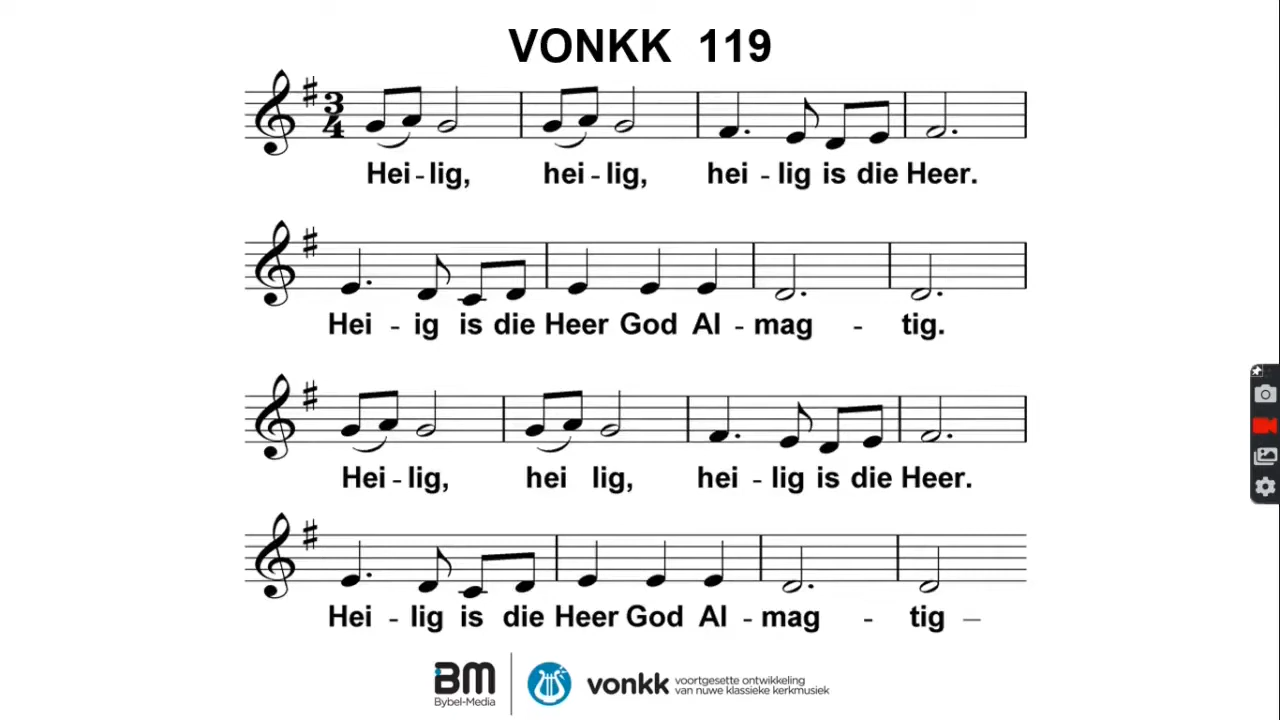 VONKK 119
3
4
Hei-lig, hei-lig, hei-lig is die Heer.
Hei-ig is die Heer God Al-mag-tig.
Hei-lig, hei lig, hei-lig is die Heer.
Hei-lig is die Heer God Al-mag-tig –
BM
Bybel-Media
vonkk
voortgesette ontwikkeling
van nuwe klassieke kerkmusiek